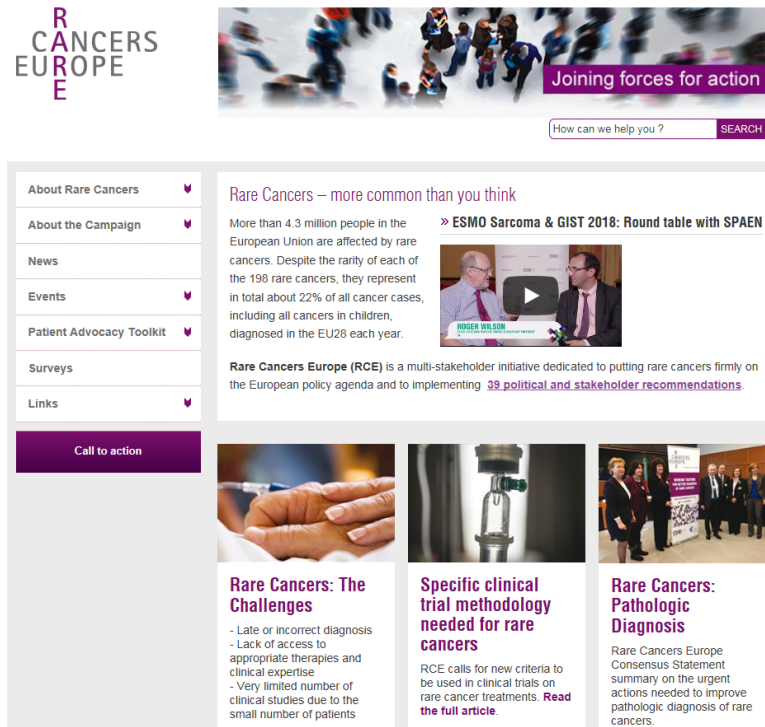 RARE
CANCERS
EUROPE
Joining forces for action
How can we help you ?
SEARCH
About Rare Cancers
About the Campaign
News
Events
Patient Advocacy Toolkit
Surveys
Links
Call to action
Rare Cancers – more common than you think
More than 4.3 million people in the
European Union are affected by rare
cancers. Despite the rarity of each of
the 198 rare cancers, they represent
in total about 22% of all cancer cases,
including all cancers in children,
diagnosed in the EU28 each year.
» ESMO Sarcoma & GIST 2018: Round table with SPAEN
ROGER WILSON
Rare Cancers Europe (RCE) is a multi-stakeholder initiative dedicated to putting rare cancers firmly on
the European policy agenda and to implementing 39 political and stakeholder recommendations.
Rare Cancers: The
Challenges
- Late or incorrect diagnosis
- Lack of access to
appropriate therapies and
clinical expertise
- Very limited number of
clinical studies due to the
small number of patients
Specific clinical
trial methodology
needed for rare
cancers
RCE calls for new criteria to
be used in clinical trials on
rare cancer treatments. Read
the full article.
CANCERS
EUROPE
Rare Cancers:
Pathologic
Diagnosis
Rare Cancers Europe
Consensus Statement
summary on the urgent
actions needed to improve
pathologic diagnosis of rare
cancers.